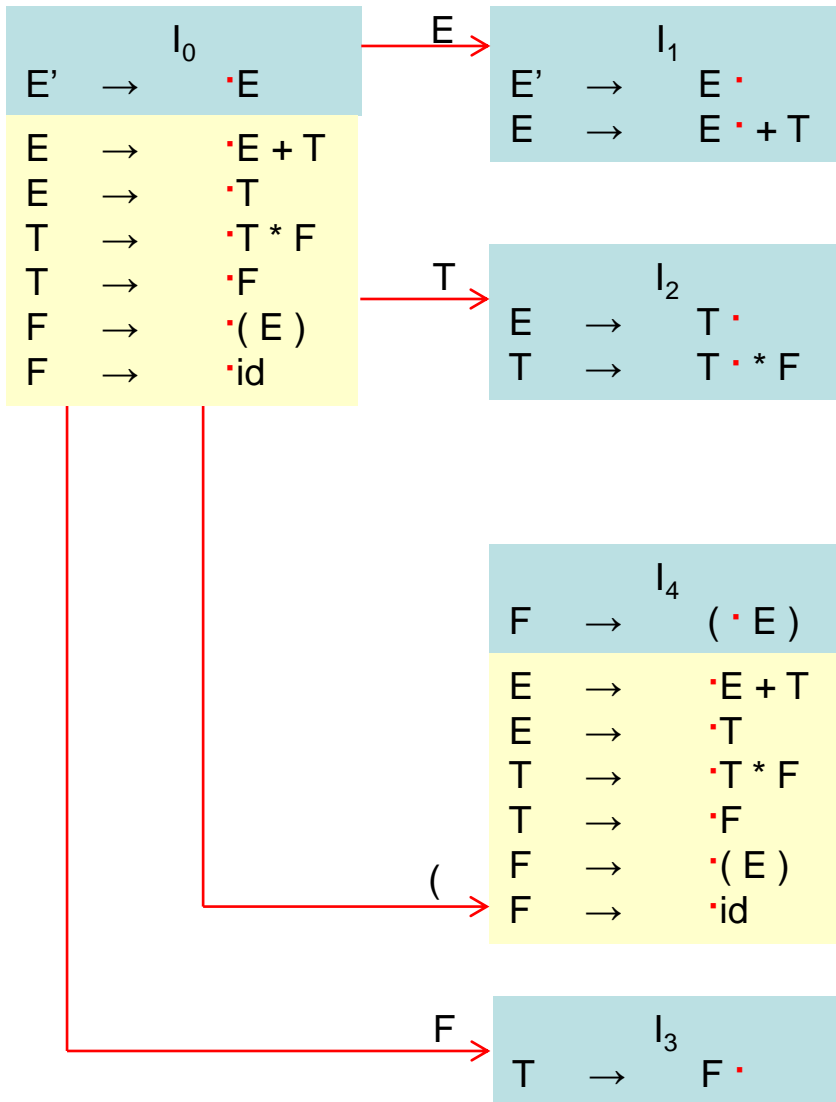 I₀
E’ → ·E
E → ·E + T
E → ·T
T → ·T * F
T → ·F
F → ·( E )
F → ·id
E
I₁
E’ → E ·
E → E · + T
T
I₂
E → T ·
T → T · * F
(
I₄
F → ( · E )
E → ·E + T
E → ·T
T → ·T * F
T → ·F
F → ·( E )
F → ·id
F
I₃
T → F ·